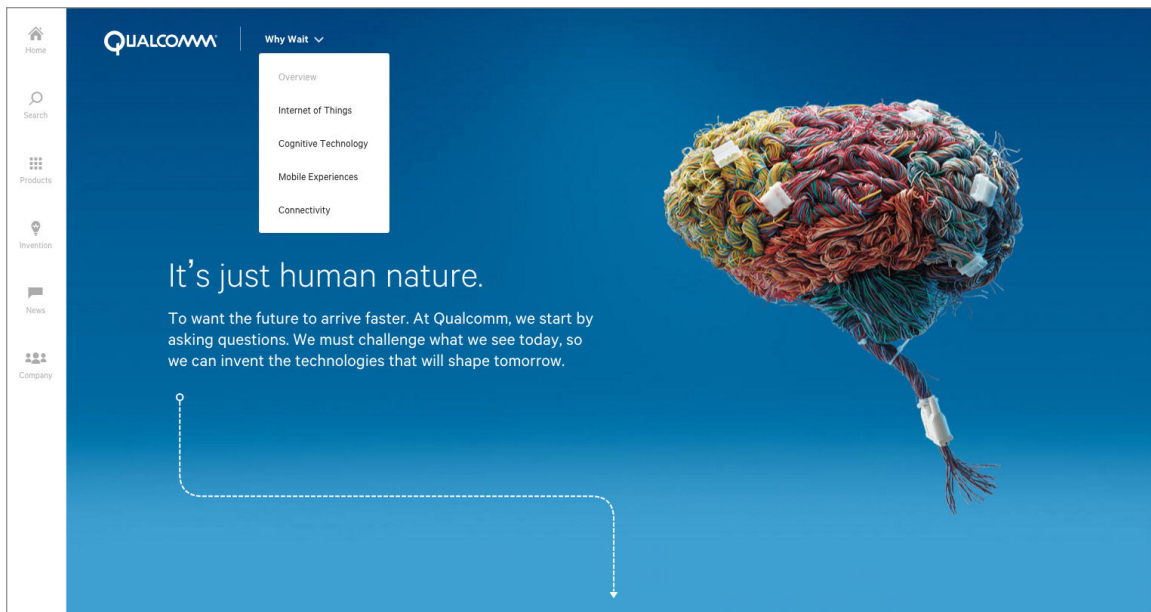 Home
Search
Products
Invention
News
Company
QUALCOMM
Why Wait
Overview
Internet of Things
Cognitive Technology
Mobile Experiences
Connectivity
It's just human nature.
To want the future to arrive faster. At Qualcomm, we start by
asking questions. We must challenge what we see today, so
we can invent the technologies that will shape tomorrow.